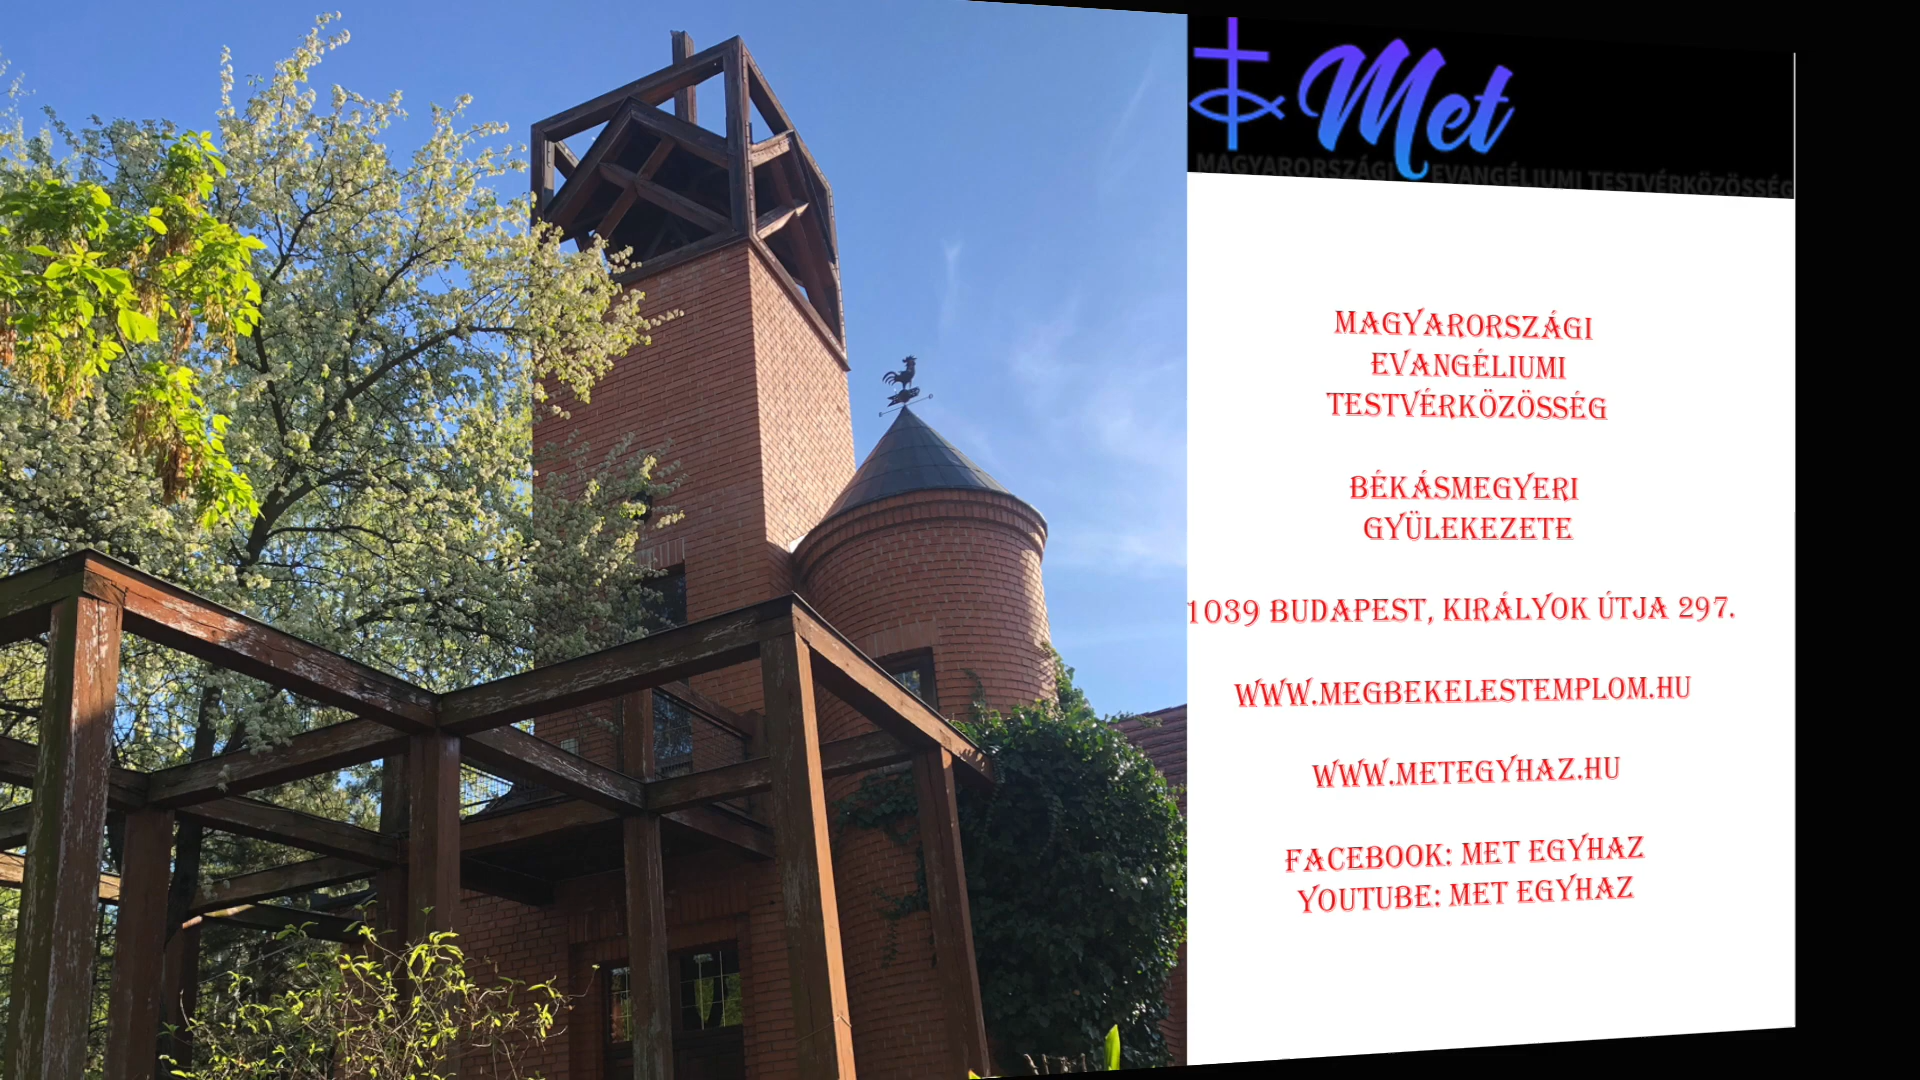 Met
MAGYARORSZÁGI EVANGÉLIUMI TESTVÉRKÖZÖSSÉG
MAGYARORSZÁGI
EVANGÉLIUMI
TESTVÉRKÖZÖSSÉG
BÉKÁSMEGYERI
GYÜLEKEZETE
1039 BUDAPEST, KIRÁLYOK ÚTJA 297.
WWW.MEGBEKELESTEMPLOM.HU
WWW.METEGYHAZ.HU
FACEBOOK: MET EGYHAZ
YOUTUBE: MET EGYHAZ